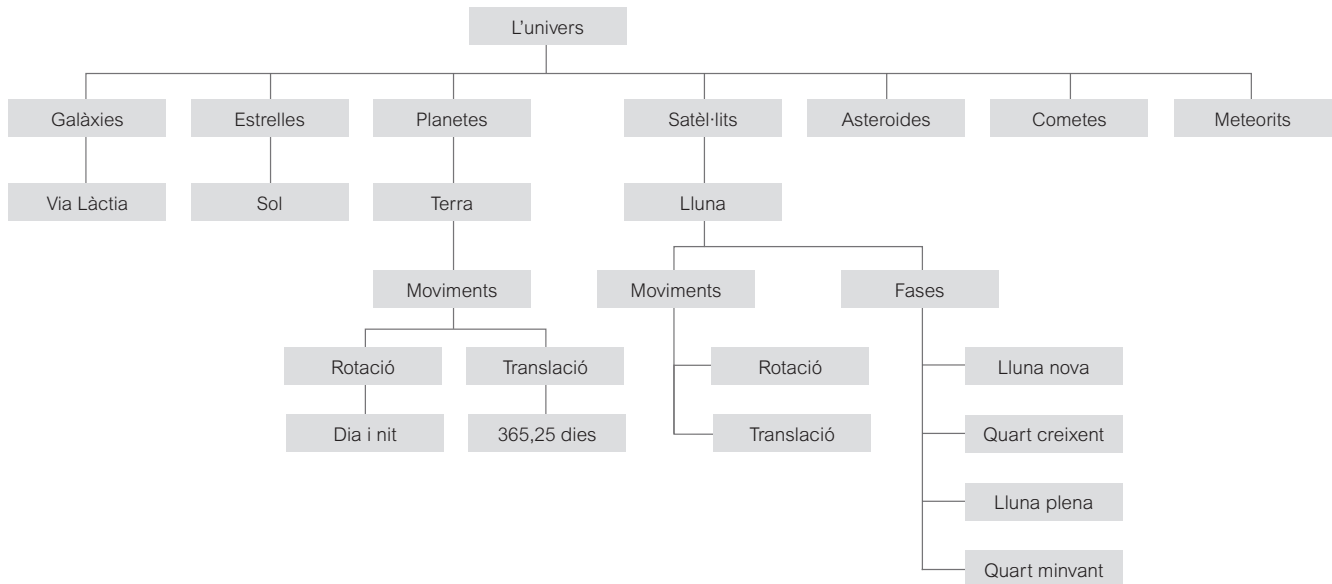 L’univers
Galàxies
Estrelles
Planetes
Satèl·lits
Asteroides
Cometes
Meteorits
Via Làctia
Sol
Terra
Lluna
Moviments
Moviments
Fases
Rotació
Translació
Rotació
Lluna nova
Dia i nit
365,25 dies
Translació
Quart creixent
Lluna plena
Quart minvant